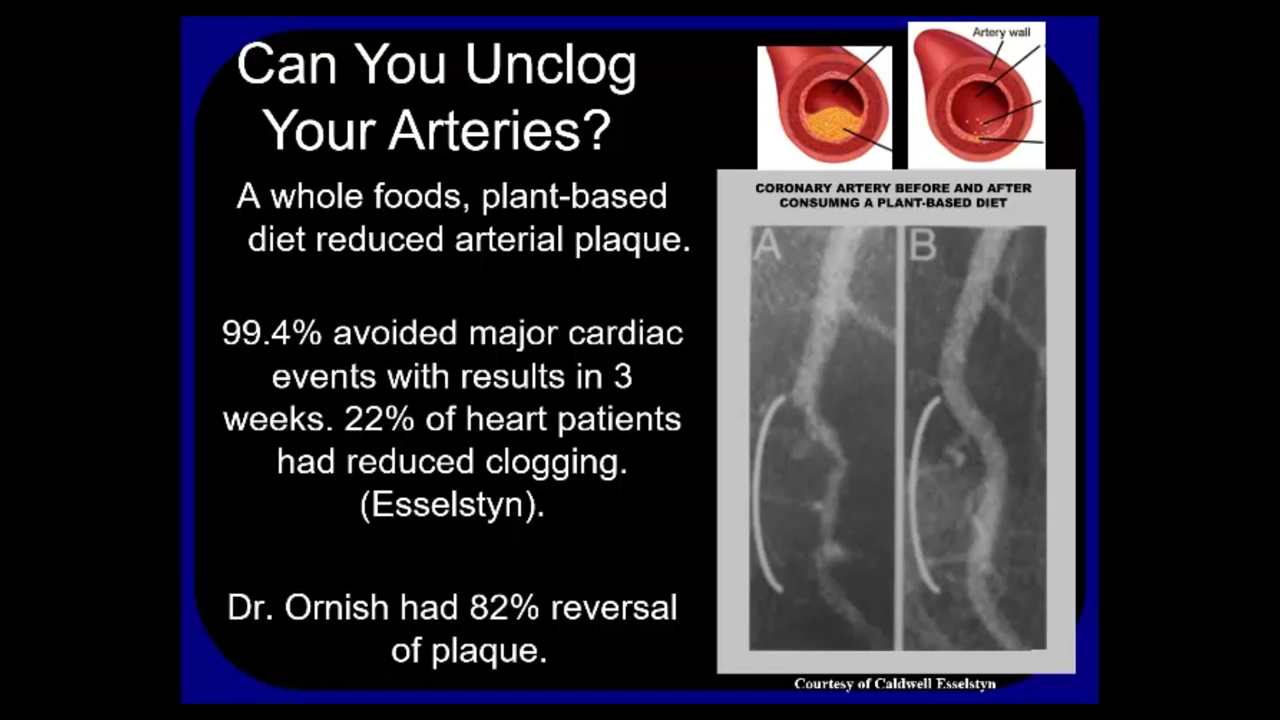 Can You Unclog
Your Arteries?
A whole foods, plant-based
diet reduced arterial plaque.
99.4% avoided major cardiac
events with results in 3
weeks. 22% of heart patients
had reduced clogging.
(Esselstyn).
Dr. Ornish had 82% reversal
of plaque.
Artery wall
CORONARY ARTERY BEFORE AND AFTER
CONSUMNG A PLANT-BASED DIET
A
B
Courtesy of Caldwell Esselstyn